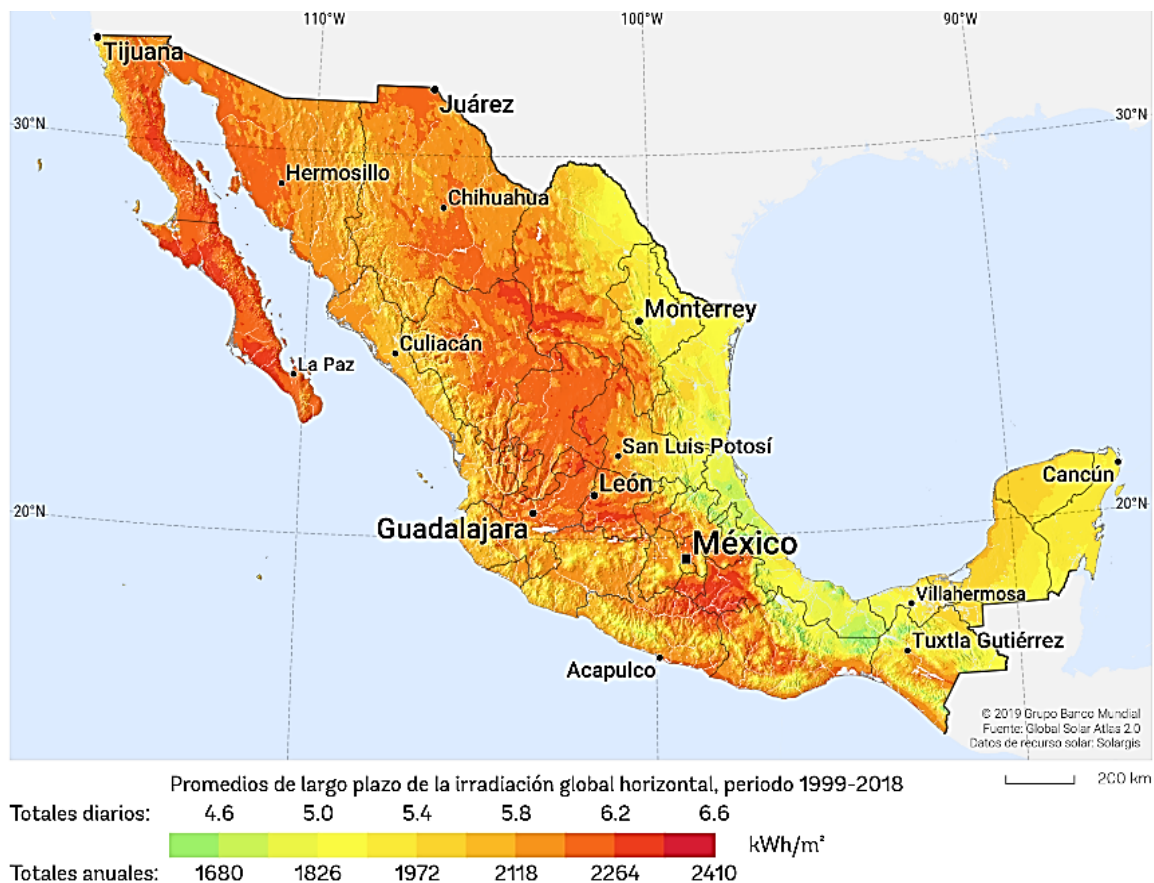 110°W 100°W 90°W
Tijuana
Juárez
30°N 30°N
Hermosillo
Chihuahua
Monterrey
Culiacán
La Paz
San Luis Potosí
Cancún
León
20°N 20°N
Guadalajara
México
Villahermosa
Tuxtla Gutiérrez
Acapulco
© 2019 Grupo Banco Mundial
Fuente: Global Solar Atlas 2.0
Datos de recurso solar: Solargis
Promedios de largo plazo de la irradiación global horizontal, periodo 1999-2018
200 km
Totales diarios: 4.6 5.0 5.4 5.8 6.2 6.6
kWh/m²
Totales anuales: 1680 1826 1972 2118 2264 2410